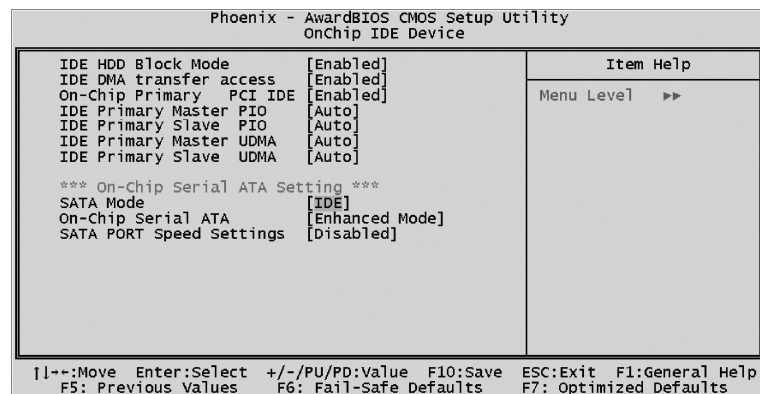 Phoenix - AwardBIOS CMOS Setup Utility
OnChip IDE Device
IDE HDD Block Mode [Enabled]
IDE DMA transfer access [Enabled]
On-Chip Primary PCI IDE [Enabled]
IDE Primary Master PIO [Auto]
IDE Primary Slave PIO [Auto]
IDE Primary Master UDMA [Auto]
IDE Primary Slave UDMA [Auto]
*** On-Chip Serial ATA Setting ***
SATA Mode [IDE]
On-Chip Serial ATA [Enhanced Mode]
SATA PORT Speed Settings [Disabled]
Item Help
Menu Level ▸▸
↑↓→←:Move Enter:Select +/-/PU/PD:Value F10:Save ESC:Exit F1:General Help
F5: Previous Values F6: Fail-Safe Defaults F7: Optimized Defaults